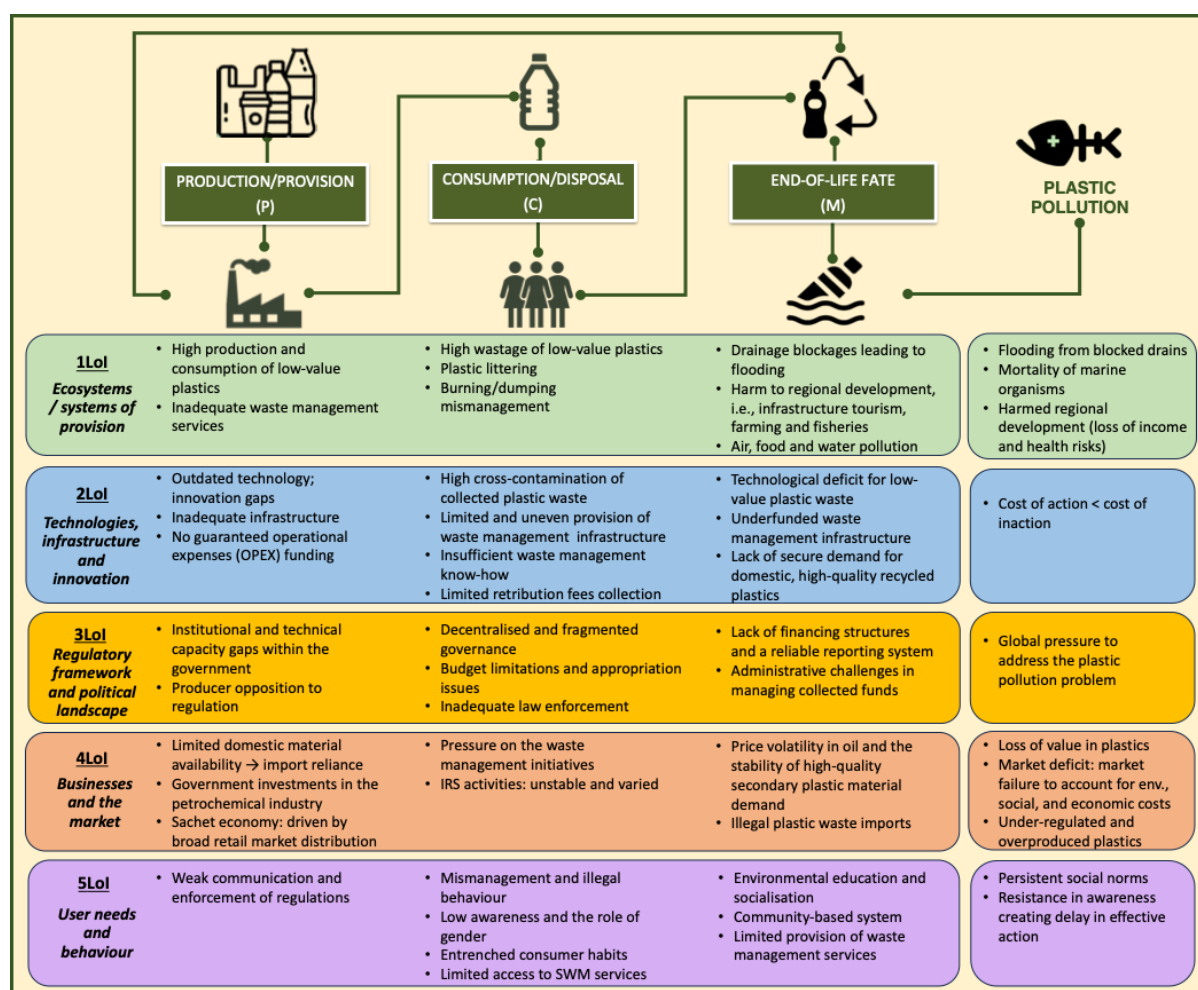 PRODUCTION/PROVISION
(P)
CONSUMPTION/DISPOSAL
(C)
END-OF-LIFE FATE
(M)
PLASTIC
POLLUTION
1LoI
Ecosystems
/ systems of
provision
• High production and
consumption of low-value
plastics
• Inadequate waste management
services
• High wastage of low-value plastics
• Plastic littering
• Burning/dumping
mismanagement
• Drainage blockages leading to
flooding
• Harm to regional development,
i.e., infrastructure tourism,
farming and fisheries
• Air, food and water pollution
• Flooding from blocked drains
• Mortality of marine
organisms
• Harmed regional
development (loss of income
and health risks)
2LoI
Technologies,
infrastructure
and
innovation
• Outdated technology;
innovation gaps
• Inadequate infrastructure
• No guaranteed operational
expenses (OPEX) funding
• High cross-contamination of
collected plastic waste
• Limited and uneven provision of
waste management infrastructure
• Insufficient waste management
know-how
• Limited retribution fees collection
• Technological deficit for low-
value plastic waste
• Underfunded waste
management infrastructure
• Lack of secure demand for
domestic, high-quality recycled
plastics
• Cost of action < cost of
inaction
3LoI
Regulatory
framework
and political
landscape
• Institutional and technical
capacity gaps within the
government
• Producer opposition to
regulation
• Decentralised and fragmented
governance
• Budget limitations and appropriation
issues
• Inadequate law enforcement
• Lack of financing structures
and a reliable reporting system
• Administrative challenges in
managing collected funds
• Global pressure to
address the plastic
pollution problem
4LoI
Businesses
and the
market
• Limited domestic material
availability → import reliance
• Government investments in the
petrochemical industry
• Sachet economy: driven by
broad retail market distribution
• Pressure on the waste
management initiatives
• IRS activities: unstable and varied
• Price volatility in oil and the
stability of high-quality
secondary plastic material
demand
• Illegal plastic waste imports
• Loss of value in plastics
• Market deficit: market
failure to account for env.,
social, and economic costs
• Under-regulated and
overproduced plastics
5LoI
User needs
and
behaviour
• Weak communication and
enforcement of regulations
• Mismanagement and illegal
behaviour
• Low awareness and the role of
gender
• Entrenched consumer habits
• Limited access to SWM services
• Environmental education and
socialisation
• Community-based system
• Limited provision of waste
management services
• Persistent social norms
• Resistance in awareness
creating delay in effective
action